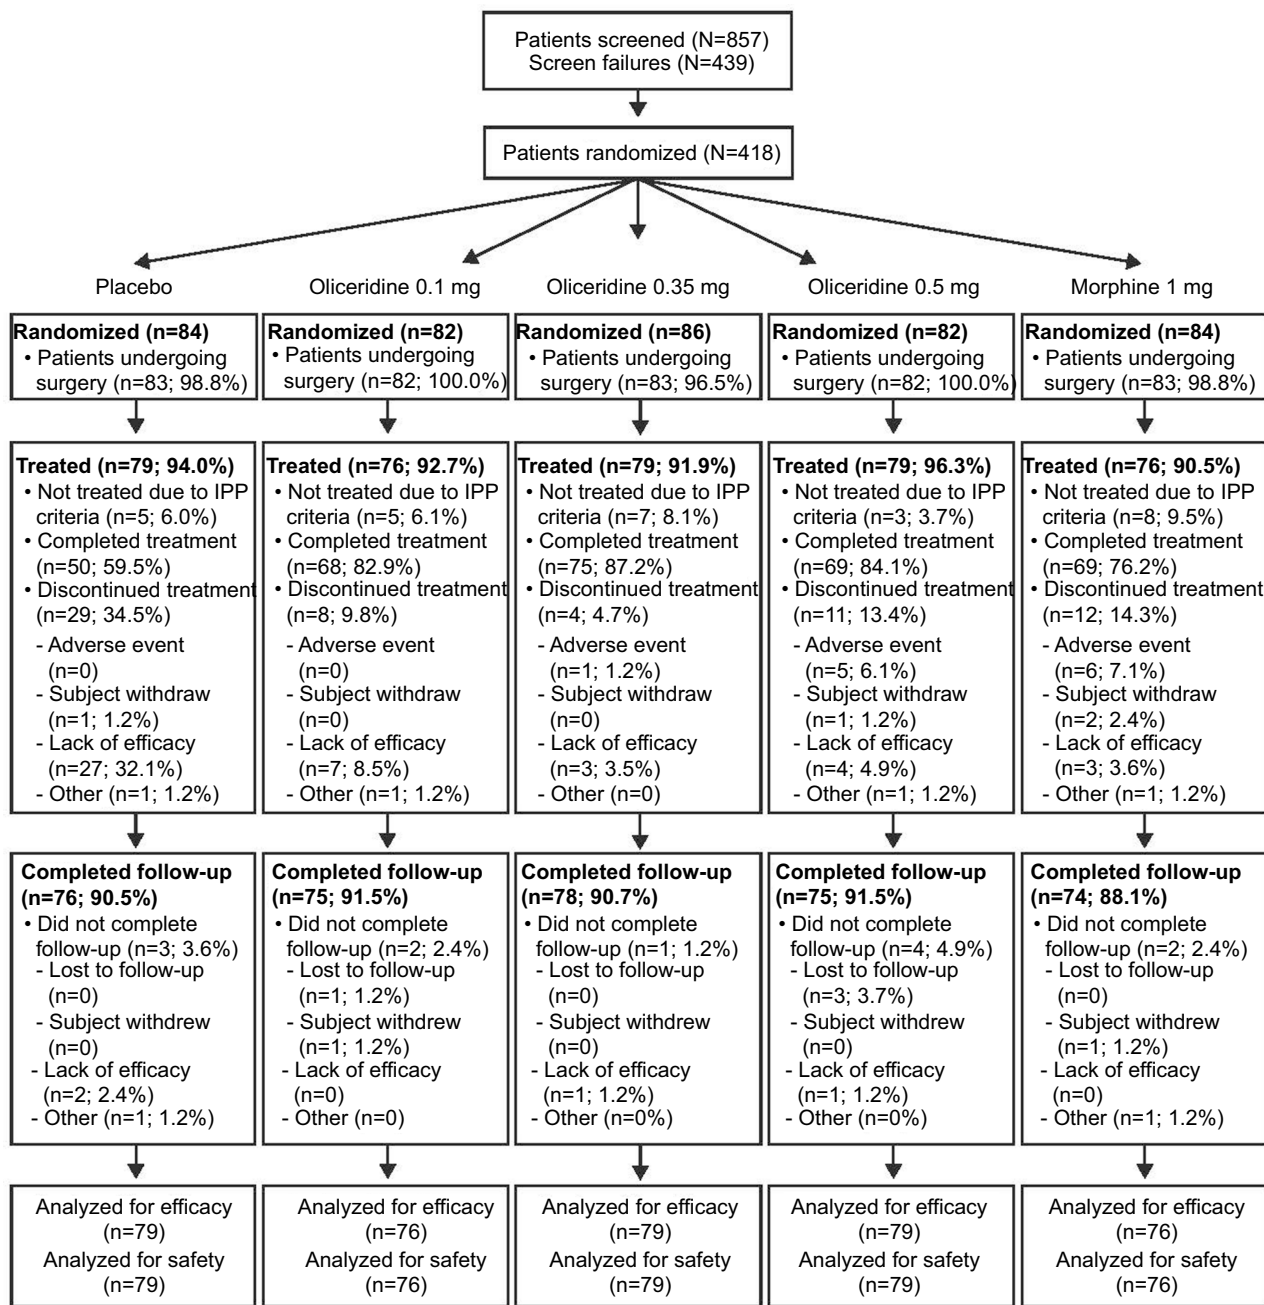 Patients screened (N=857)
Screen failures (N=439)
Patients randomized (N=418)
Placebo
Oliceridine 0.1 mg
Oliceridine 0.35 mg
Oliceridine 0.5 mg
Morphine 1 mg
Randomized (n=84)
• Patients undergoing
surgery (n=83; 98.8%)
Randomized (n=82)
• Patients undergoing
surgery (n=82; 100.0%)
Randomized (n=86)
• Patients undergoing
surgery (n=83; 96.5%)
Randomized (n=82)
• Patients undergoing
surgery (n=82; 100.0%)
Randomized (n=84)
• Patients undergoing
surgery (n=83; 98.8%)
Treated (n=79; 94.0%)
• Not treated due to IPP
criteria (n=5; 6.0%)
• Completed treatment
(n=50; 59.5%)
• Discontinued treatment
(n=29; 34.5%)
- Adverse event
(n=0)
- Subject withdraw
(n=1; 1.2%)
- Lack of efficacy
(n=27; 32.1%)
- Other (n=1; 1.2%)
Treated (n=76; 92.7%)
• Not treated due to IPP
criteria (n=5; 6.1%)
• Completed treatment
(n=68; 82.9%)
• Discontinued treatment
(n=8; 9.8%)
- Adverse event
(n=0)
- Subject withdraw
(n=0)
- Lack of efficacy
(n=7; 8.5%)
- Other (n=1; 1.2%)
Treated (n=79; 91.9%)
• Not treated due to IPP
criteria (n=7; 8.1%)
• Completed treatment
(n=75; 87.2%)
• Discontinued treatment
(n=4; 4.7%)
- Adverse event
(n=1; 1.2%)
- Subject withdraw
(n=0)
- Lack of efficacy
(n=3; 3.5%)
- Other (n=0)
Treated (n=79; 96.3%)
• Not treated due to IPP
criteria (n=3; 3.7%)
• Completed treatment
(n=69; 84.1%)
• Discontinued treatment
(n=11; 13.4%)
- Adverse event
(n=5; 6.1%)
- Subject withdraw
(n=1; 1.2%)
- Lack of efficacy
(n=4; 4.9%)
- Other (n=1; 1.2%)
Treated (n=76; 90.5%)
• Not treated due to IPP
criteria (n=8; 9.5%)
• Completed treatment
(n=69; 76.2%)
• Discontinued treatment
(n=12; 14.3%)
- Adverse event
(n=6; 7.1%)
- Subject withdraw
(n=2; 2.4%)
- Lack of efficacy
(n=3; 3.6%)
- Other (n=1; 1.2%)
Completed follow-up
(n=76; 90.5%)
• Did not complete
follow-up (n=3; 3.6%)
- Lost to follow-up
(n=0)
- Subject withdrew
(n=0)
- Lack of efficacy
(n=2; 2.4%)
- Other (n=1; 1.2%)
Completed follow-up
(n=75; 91.5%)
• Did not complete
follow-up (n=2; 2.4%)
- Lost to follow-up
(n=1; 1.2%)
- Subject withdrew
(n=1; 1.2%)
- Lack of efficacy
(n=0)
- Other (n=0)
Completed follow-up
(n=78; 90.7%)
• Did not complete
follow-up (n=1; 1.2%)
- Lost to follow-up
(n=0)
- Subject withdrew
(n=0)
- Lack of efficacy
(n=1; 1.2%)
- Other (n=0%)
Completed follow-up
(n=75; 91.5%)
• Did not complete
follow-up (n=4; 4.9%)
- Lost to follow-up
(n=3; 3.7%)
- Subject withdrew
(n=0)
- Lack of efficacy
(n=1; 1.2%)
- Other (n=0%)
Completed follow-up
(n=74; 88.1%)
• Did not complete
follow-up (n=2; 2.4%)
- Lost to follow-up
(n=0)
- Subject withdrew
(n=1; 1.2%)
- Lack of efficacy
(n=0)
- Other (n=1; 1.2%)
Analyzed for efficacy
(n=79)
Analyzed for safety
(n=79)
Analyzed for efficacy
(n=76)
Analyzed for safety
(n=76)
Analyzed for efficacy
(n=79)
Analyzed for safety
(n=79)
Analyzed for efficacy
(n=79)
Analyzed for safety
(n=79)
Analyzed for efficacy
(n=76)
Analyzed for safety
(n=76)